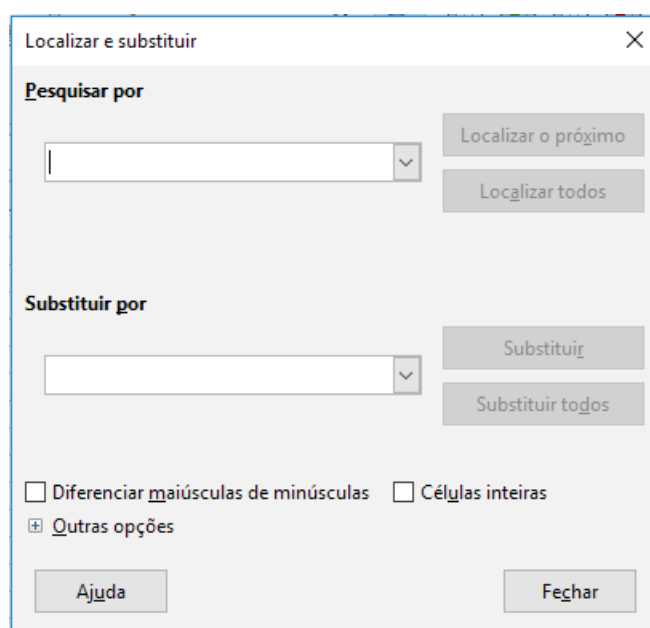 Localizar e substituir
Pesquisar por
Localizar o próximo
Localizar todos
Substituir por
Substituir
Substituir todos
Diferenciar maiúsculas de minúsculas Células inteiras
Outras opções
Ajuda Fechar